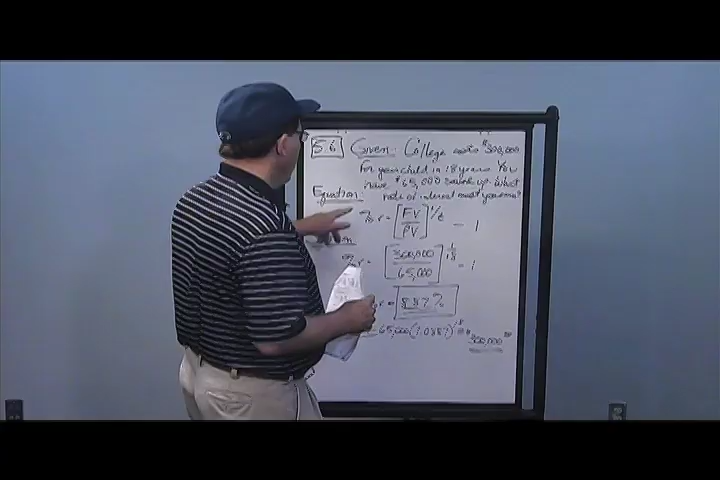 5.6 Given: College costs $300,000
For your child in 18 years. You
have $65,000 saved up. What
Equation: rate of interest must you earn?
% r = [FV/PV]^1/t - 1
% r = [300,000/65,000]^1/18 - 1
r = 8.87%
65,000(1.0887)^18 = $300,000